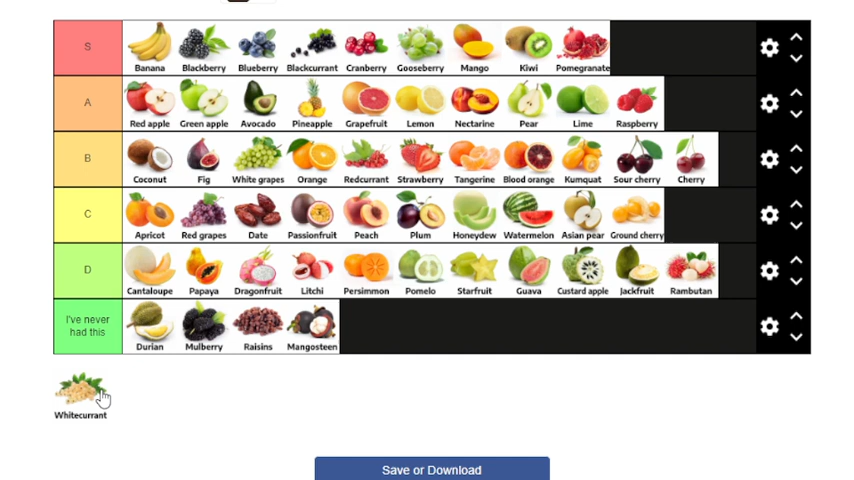 S
Banana Blackberry Blueberry Blackcurrant Cranberry Gooseberry Mango Kiwi Pomegranate
A
Red apple Green apple Avocado Pineapple Grapefruit Lemon Nectarine Pear Lime Raspberry
B
Coconut Fig White grapes Orange Redcurrant Strawberry Tangerine Blood orange Kumquat Sour cherry Cherry
C
Apricot Red grapes Date Passionfruit Peach Plum Honeydew Watermelon Asian pear Ground cherry
D
Cantaloupe Papaya Dragonfruit Litchi Persimmon Pomelo Starfruit Guava Custard apple Jackfruit Rambutan
I've never
had this
Durian Mulberry Raisins Mangosteen
Whitecurrant
Save or Download